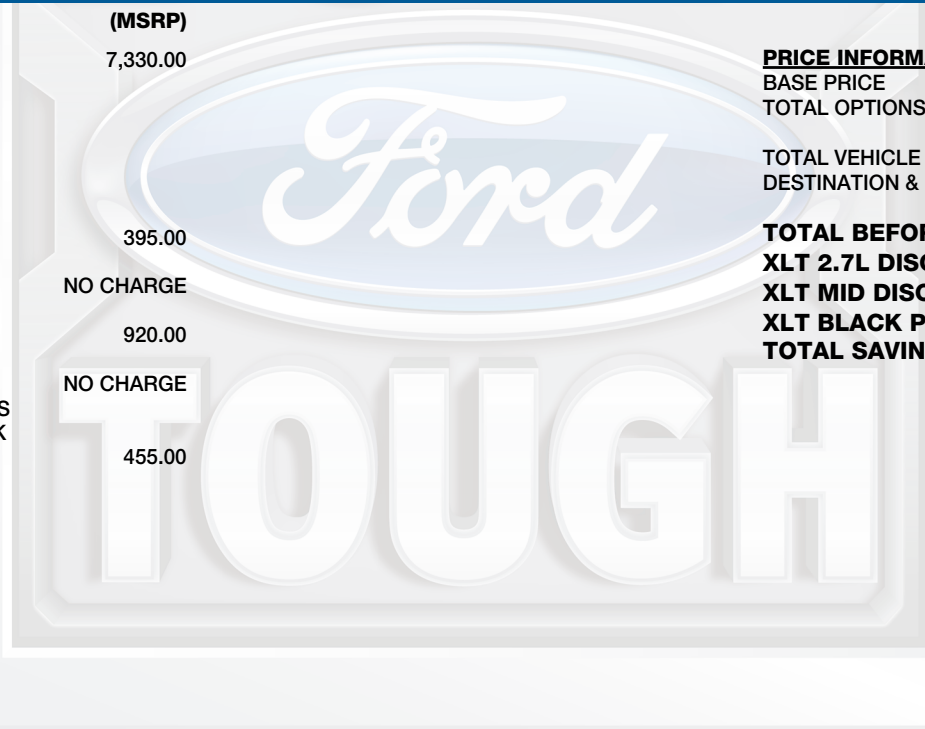 (MSRP)
7,330.00
395.00
NO CHARGE
920.00
NO CHARGE
S
K
455.00
PRICE INFORMA
BASE PRICE
TOTAL OPTIONS
TOTAL VEHICLE
DESTINATION &
TOTAL BEFOR
XLT 2.7L DISC
XLT MID DISC
XLT BLACK P
TOTAL SAVIN
Ford
TOUGH